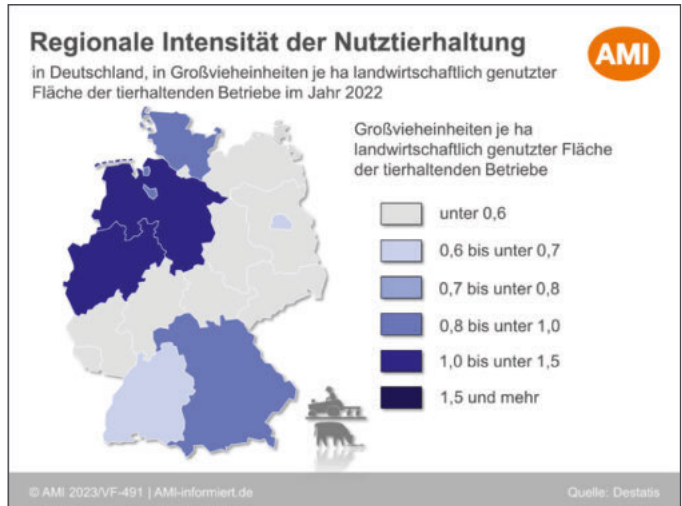 Regionale Intensität der Nutztierhaltung
AMI
in Deutschland, in Großvieheinheiten je ha landwirtschaftlich genutzter
Fläche der tierhaltenden Betriebe im Jahr 2022
Großvieheinheiten je ha
landwirtschaftlich genutzter Fläche
der tierhaltenden Betriebe
unter 0,6
0,6 bis unter 0,7
0,7 bis unter 0,8
0,8 bis unter 1,0
1,0 bis unter 1,5
1,5 und mehr
© AMI 2023/VF-491 | AMI-informiert.de
Quelle: Destatis